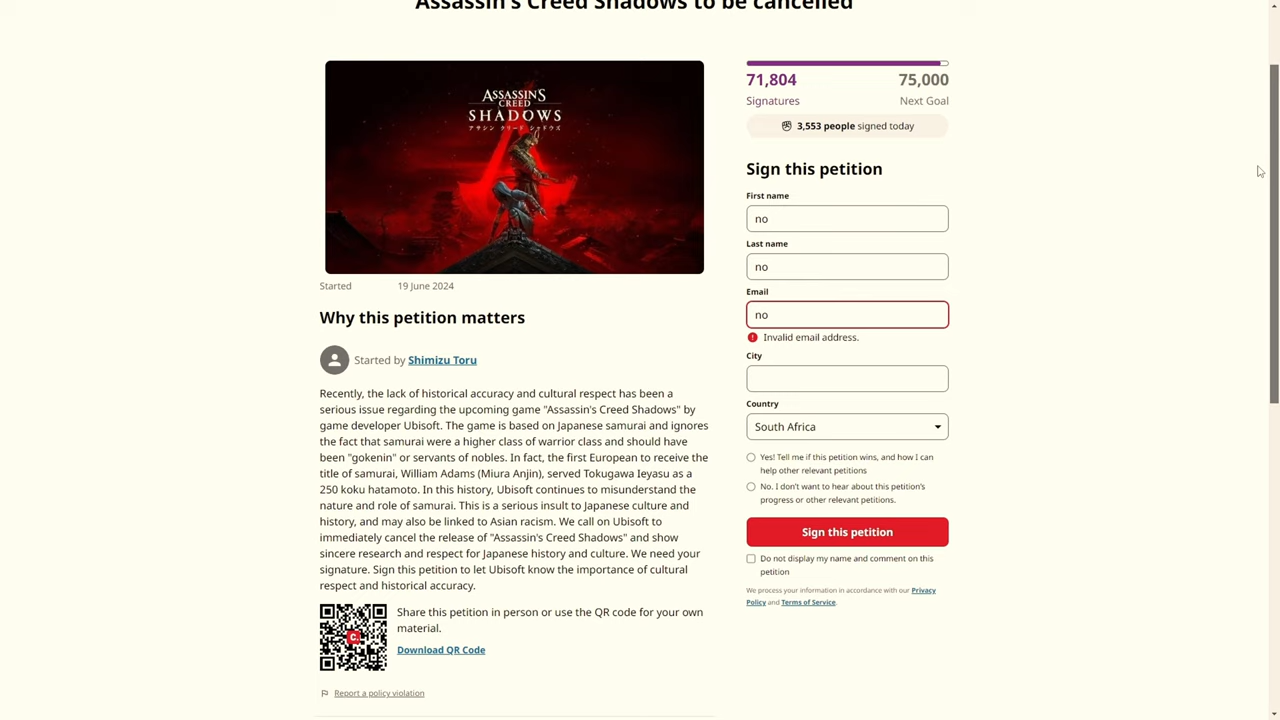 Assassin's Creed Shadows to be cancelled
ASSASSIN'S
CREED
SHADOWS
アサシン クリード シャドウズ
Started 19 June 2024
Why this petition matters
Started by Shimizu Toru
Recently, the lack of historical accuracy and cultural respect has been a
serious issue regarding the upcoming game "Assassin's Creed Shadows" by
game developer Ubisoft. The game is based on Japanese samurai and ignores
the fact that samurai were a higher class of warrior class and should have
been "gokenin" or servants of nobles. In fact, the first European to receive the
title of samurai, William Adams (Miura Anjin), served Tokugawa Ieyasu as a
250 koku hatamoto. In this history, Ubisoft continues to misunderstand the
nature and role of samurai. This is a serious insult to Japanese culture and
history, and may also be linked to Asian racism. We call on Ubisoft to
immediately cancel the release of "Assassin's Creed Shadows" and show
sincere research and respect for Japanese history and culture. We need your
signature. Sign this petition to let Ubisoft know the importance of cultural
respect and historical accuracy.
C.
Share this petition in person or use the QR code for your own
material.
Download QR Code
Report a policy violation
71,804 75,000
Signatures Next Goal
3,553 people signed today
Sign this petition
First name
no
Last name
no
Email
no
Invalid email address.
City
Country
South Africa
Yes! Tell me if this petition wins, and how I can
help other relevant petitions
No. I don't want to hear about this petition's
progress or other relevant petitions.
Sign this petition
Do not display my name and comment on this
petition
We process your information in accordance with our Privacy
Policy and Terms of Service.